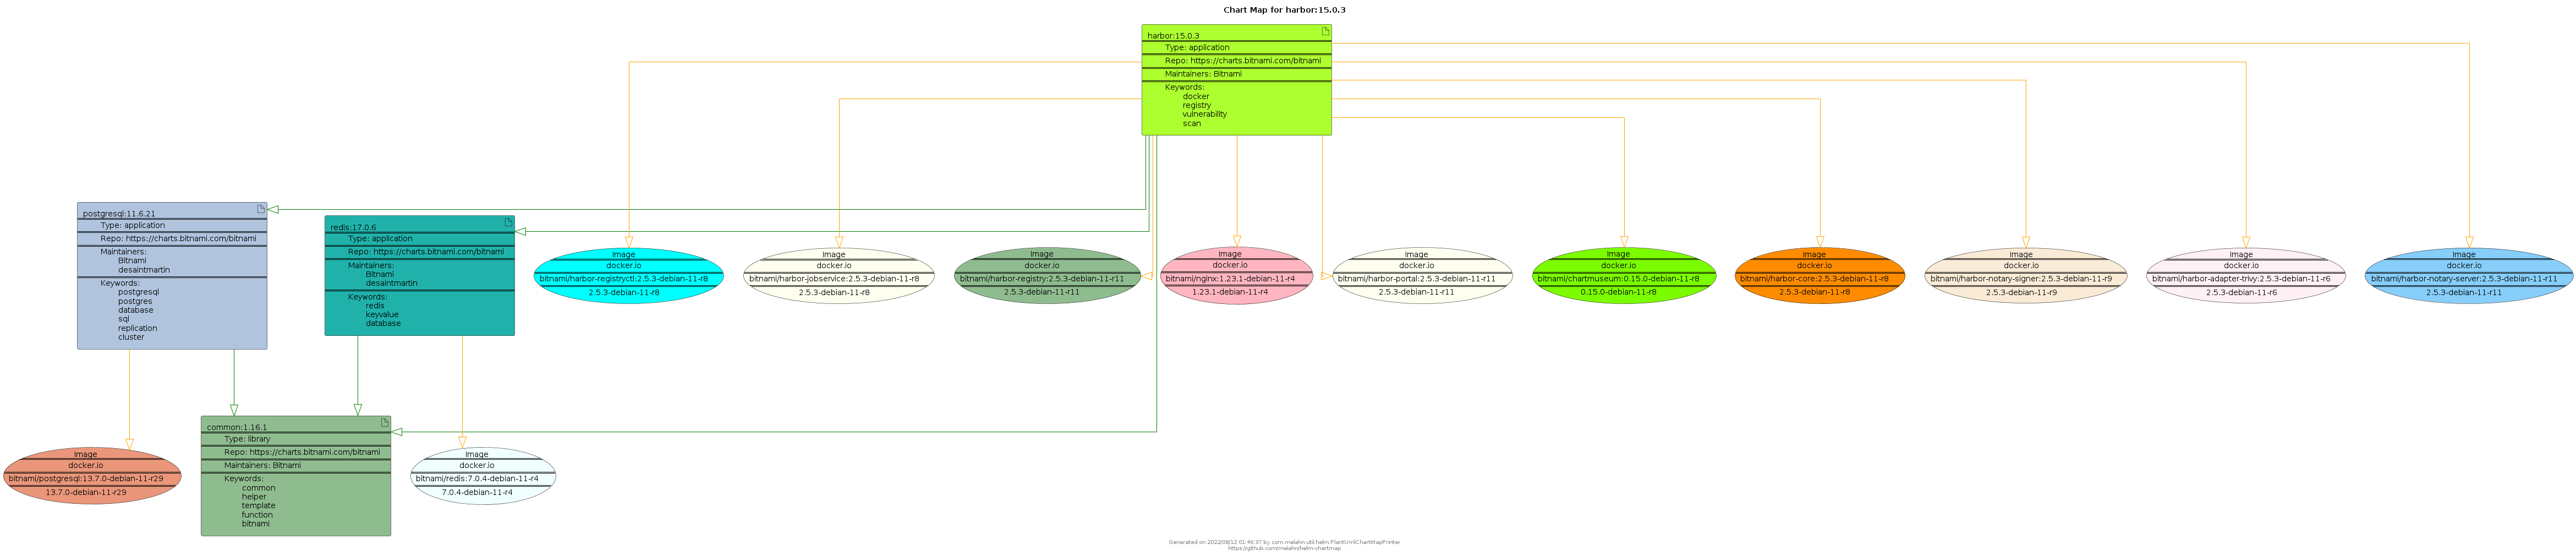 Chart Map for harbor:15.0.3
harbor:15.0.3
Type: application
Repo: https://charts.bitnami.com/bitnami
Maintainers: Bitnami
Keywords:
docker
registry
vulnerability
scan
postgresql:11.6.21
Type: application
Repo: https://charts.bitnami.com/bitnami
Maintainers:
Bitnami
desaintmartin
Keywords:
postgresql
postgres
database
sql
replication
cluster
redis:17.0.6
Type: application
Repo: https://charts.bitnami.com/bitnami
Maintainers:
Bitnami
desaintmartin
Keywords:
redis
keyvalue
database
Image
docker.io
bitnami/harbor-registryctl:2.5.3-debian-11-r8
2.5.3-debian-11-r8
Image
docker.io
bitnami/harbor-jobservice:2.5.3-debian-11-r8
2.5.3-debian-11-r8
Image
docker.io
bitnami/harbor-registry:2.5.3-debian-11-r11
2.5.3-debian-11-r11
Image
docker.io
bitnami/nginx:1.23.1-debian-11-r4
1.23.1-debian-11-r4
Image
docker.io
bitnami/harbor-portal:2.5.3-debian-11-r11
2.5.3-debian-11-r11
Image
docker.io
bitnami/chartmuseum:0.15.0-debian-11-r8
0.15.0-debian-11-r8
Image
docker.io
bitnami/harbor-core:2.5.3-debian-11-r8
2.5.3-debian-11-r8
Image
docker.io
bitnami/harbor-notary-signer:2.5.3-debian-11-r9
2.5.3-debian-11-r9
Image
docker.io
bitnami/harbor-adapter-trivy:2.5.3-debian-11-r6
2.5.3-debian-11-r6
Image
docker.io
bitnami/harbor-notary-server:2.5.3-debian-11-r11
2.5.3-debian-11-r11
Image
docker.io
bitnami/postgresql:13.7.0-debian-11-r29
13.7.0-debian-11-r29
common:1.16.1
Type: library
Repo: https://charts.bitnami.com/bitnami
Maintainers: Bitnami
Keywords:
common
helper
template
function
bitnami
Image
docker.io
bitnami/redis:7.0.4-debian-11-r4
7.0.4-debian-11-r4
Generated on 2022/08/12 01:46:37 by com.melahn.util.helm.PlantUmlChartMapPrinter
https://github.com/melahn/helm-chartmap